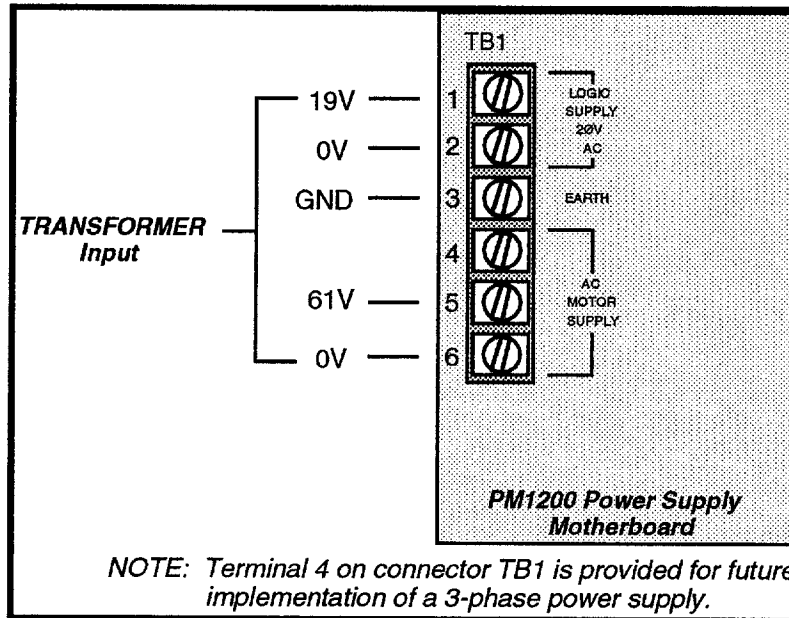 TB1
19V 1 LOGIC
SUPPLY
20V
0V 2 AC
GND 3 EARTH
TRANSFORMER
Input
4
AC
61V 5 MOTOR
SUPPLY
0V 6
PM1200 Power Supply
Motherboard
NOTE: Terminal 4 on connector TB1 is provided for future
implementation of a 3-phase power supply.